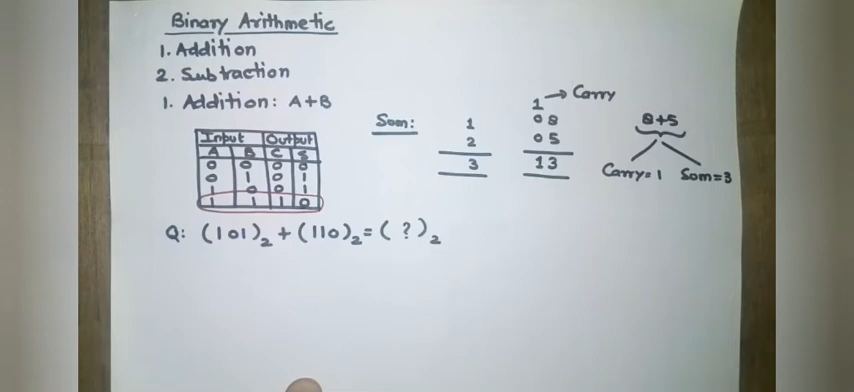 Binary Arithmetic
1. Addition
2. Subtraction
1. Addition: A+B
Input Output
A B C S
0 0 0 0
0 1 0 1
1 0 0 1
1 1 1 0
Som:
1
2
3
1 → Carry
08
05
13
8+5
Carry=1 Som=3
Q: (101)2 + (110)2 = ( ? )2